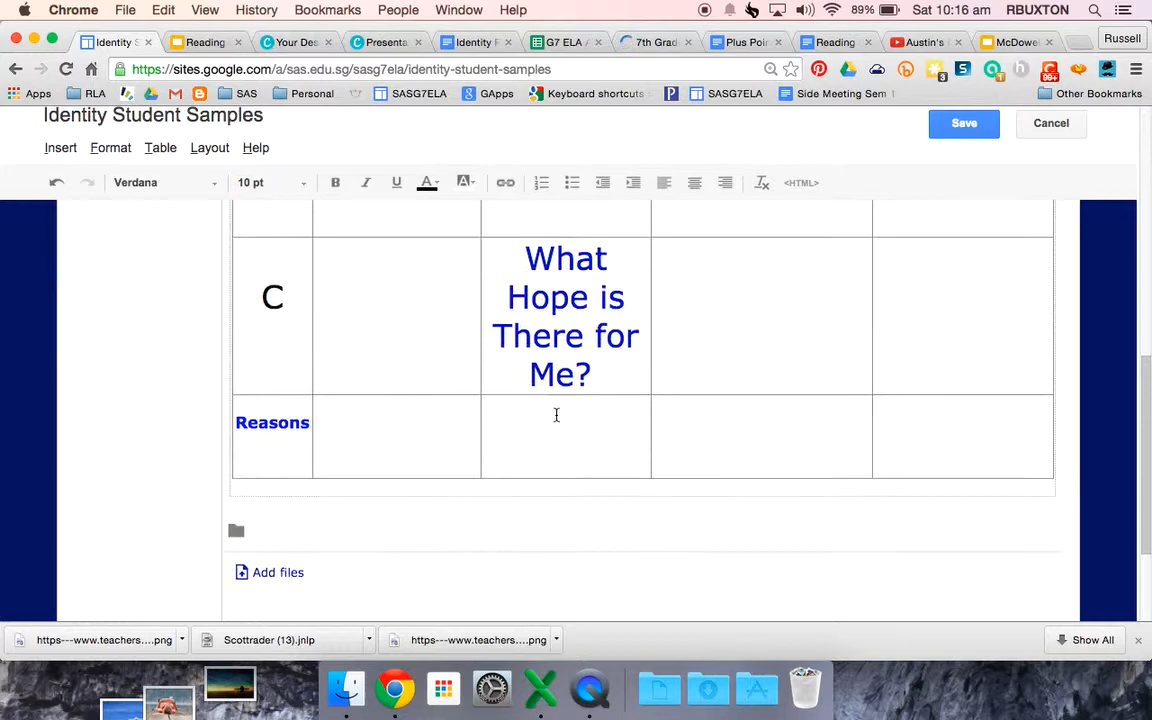 Chrome File Edit View History Bookmarks People Window Help 89% Sat 10:16 am RBUXTON
Identity S Reading Your Des Presenta Identity F G7 ELA 7th Grad Plus Poi Reading Austin's McDowe Russell
https://sites.google.com/a/sas.edu.sg/sasg7ela/identity-student-samples
3 1 99+
Apps RLA SAS Personal SASG7ELA GApps Keyboard shortcuts SASG7ELA Side Meeting Sem Other Bookmarks
Identity Student Samples
Save Cancel
Insert Format Table Layout Help
Verdana 10 pt B I U A A <HTML>
C
What
Hope is
There for
Me?
Reasons
Add files
https---www.teachers....png Scottrader (13).jnlp https---www.teachers....png Show All